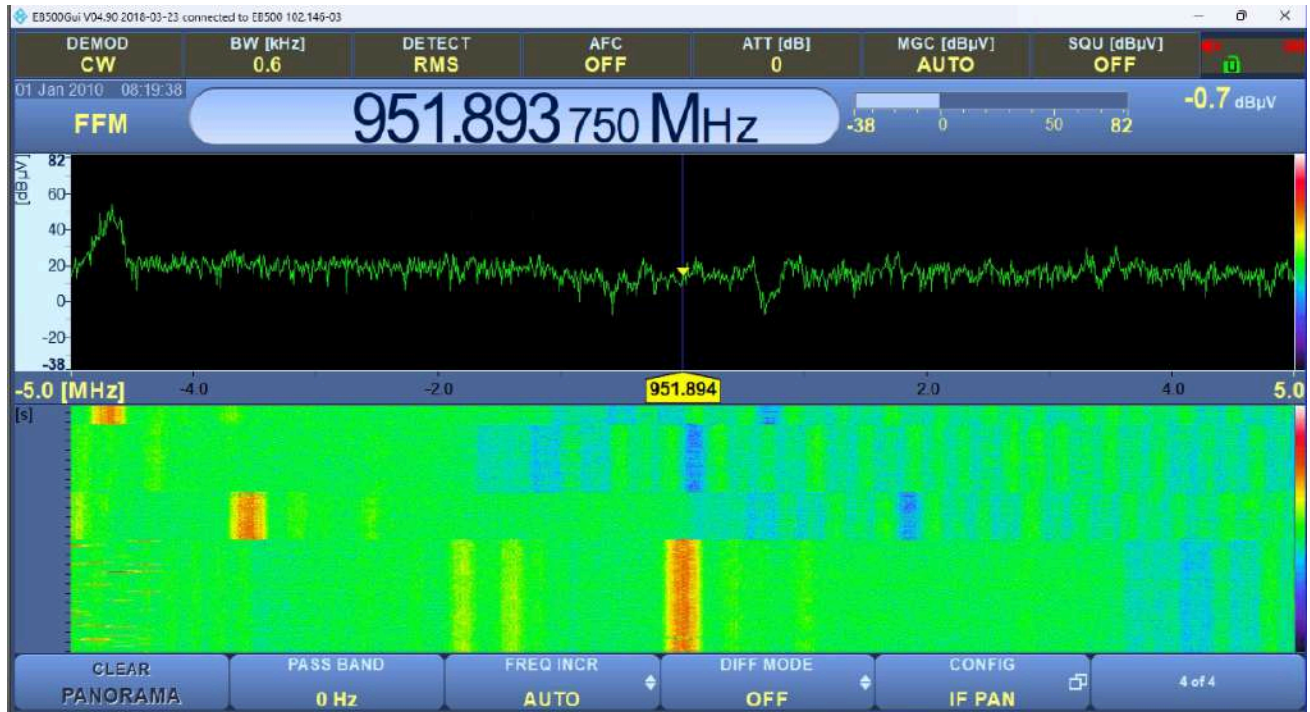 EB500Gui V04.90 2018-03-23 connected to EB500 102.146-03
DEMOD BW [kHz] DETECT AFC ATT [dB] MGC [dBµV] SQU [dBµV]
CW 0.6 RMS OFF 0 AUTO OFF
01 Jan 2010 08:19:38
FFM
951.893 750 MHz
-38 0 50 82
-0.7 dBµV
[dBµV]
82
60
40
20
0
-20
-38
-5.0 [MHz] -4.0 -2.0 951.894 2.0 4.0 5.0
[s]
CLEAR PASS BAND FREQ INCR DIFF MODE CONFIG 4 of 4
PANORAMA 0 Hz AUTO OFF IF PAN